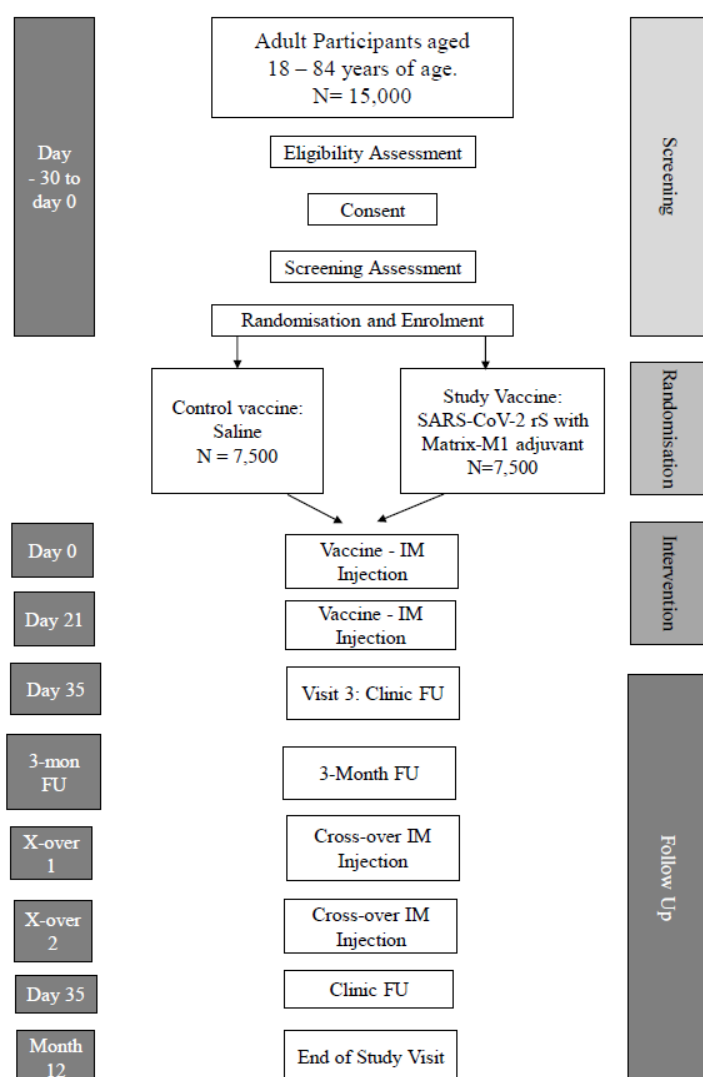 Adult Participants aged
18 – 84 years of age.
N= 15,000
Day
- 30 to
day 0
Screening
Eligibility Assessment
Consent
Screening Assessment
Randomisation and Enrolment
Control vaccine:
Saline
N = 7,500
Study Vaccine:
SARS-CoV-2 rS with
Matrix-M1 adjuvant
N=7,500
Randomisation
Day 0
Vaccine - IM
Injection
Intervention
Day 21
Vaccine - IM
Injection
Day 35
Visit 3: Clinic FU
3-mon
FU
3-Month FU
X-over
1
Cross-over IM
Injection
Follow Up
X-over
2
Cross-over IM
Injection
Day 35
Clinic FU
Month
12
End of Study Visit